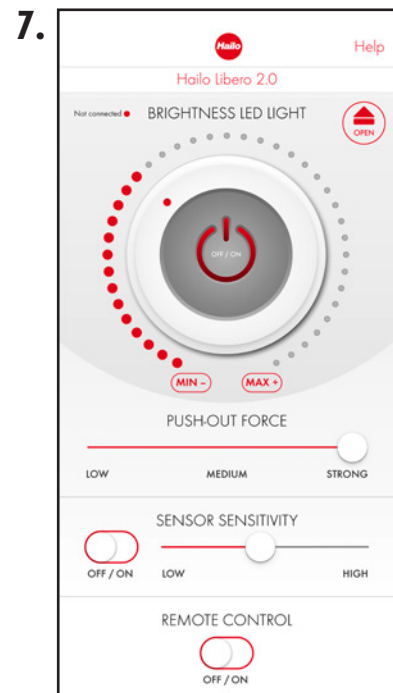 7.
Hailo
Help
Hailo Libero 2.0
Not connected
BRIGHTNESS LED LIGHT
OPEN
OFF / ON
MIN –
MAX +
PUSH-OUT FORCE
LOW MEDIUM STRONG
SENSOR SENSITIVITY
OFF / ON LOW HIGH
REMOTE CONTROL
OFF / ON